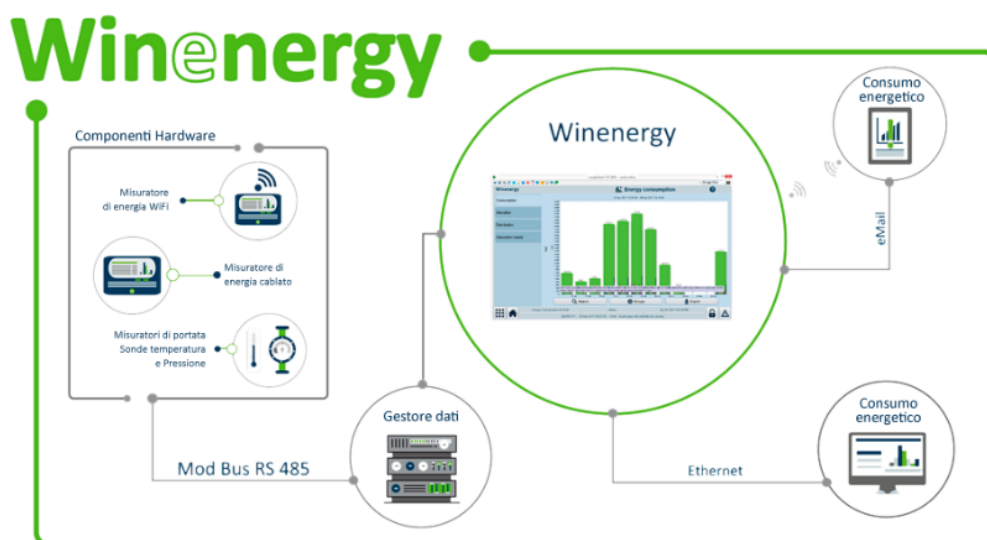 Winenergy
Componenti Hardware
Misuratore
di energia WiFi
Misuratore di
energia cablato
Misuratori di portata
Sonde temperatura
e Pressione
Mod Bus RS 485
Gestore dati
Winenergy
Winenergy
Energy consumption
Consumo
energetico
eMail
Ethernet
Consumo
energetico